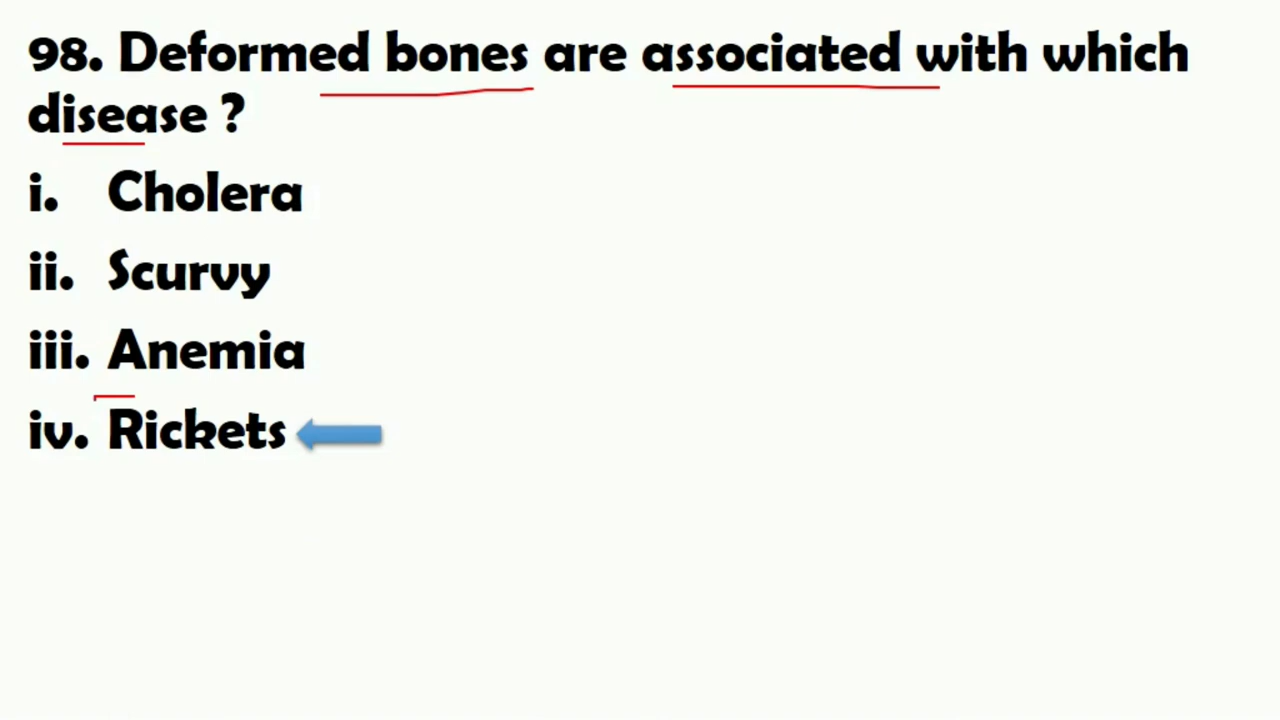 98. Deformed bones are associated with which
disease ?
i. Cholera
ii. Scurvy
iii. Anemia
iv. Rickets